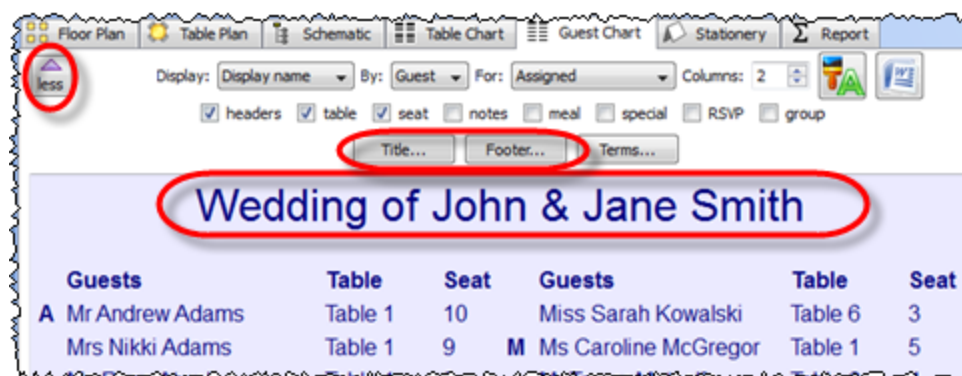 Floor Plan Table Plan Schematic Table Chart Guest Chart Stationery Σ Report
less Display: Display name By: Guest For: Assigned Columns: 2 TA W
headers table seat notes meal special RSVP group
Title... Footer... Terms...
Wedding of John & Jane Smith
Guests Table Seat Guests Table Seat
A Mr Andrew Adams Table 1 10 Miss Sarah Kowalski Table 6 3
Mrs Nikki Adams Table 1 9 M Ms Caroline McGregor Table 1 5